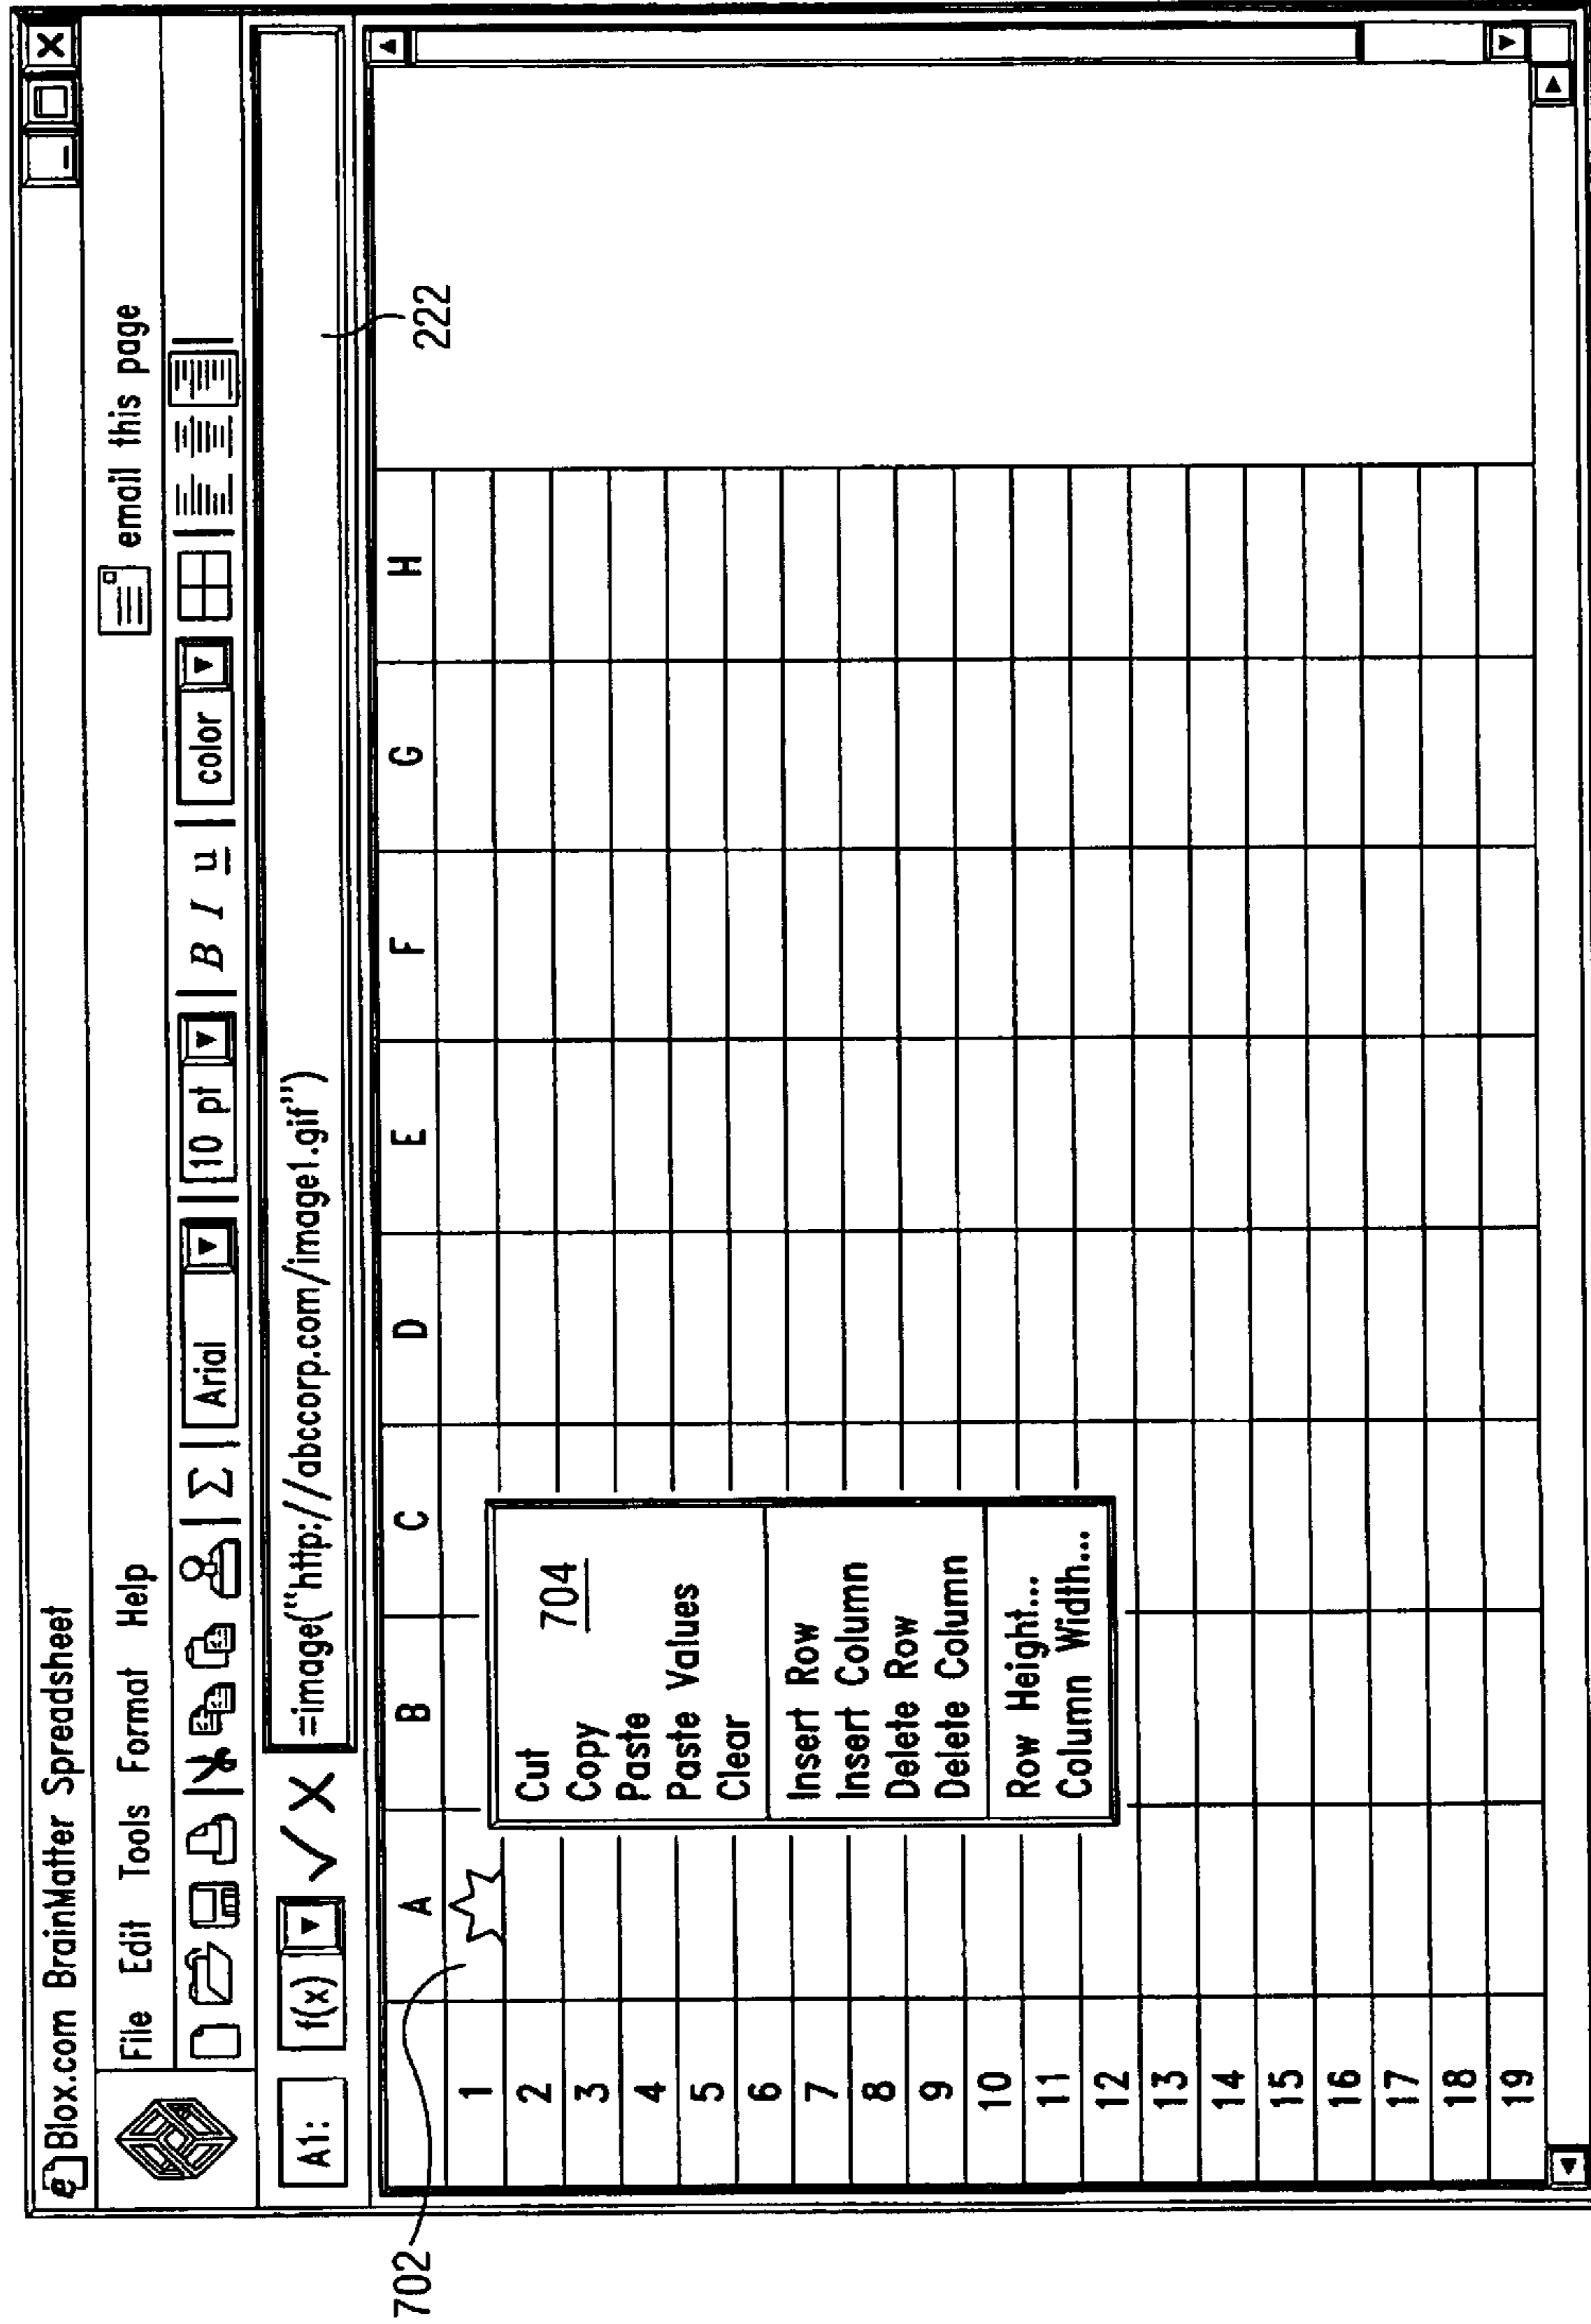 Blox.com BrainMatter Spreadsheet
File Edit Tools Format Help email this page
Σ Arial 10 pt B I u color
A1: f(x) =image("http://abccorp.com/image1.gif")
222
702
A B C D E F G H
1
2
3
4
5
6
7
8
9
10
11
12
13
14
15
16
17
18
19
Cut
704
Copy
Paste
Paste Values
Clear
Insert Row
Insert Column
Delete Row
Delete Column
Row Height...
Column Width...